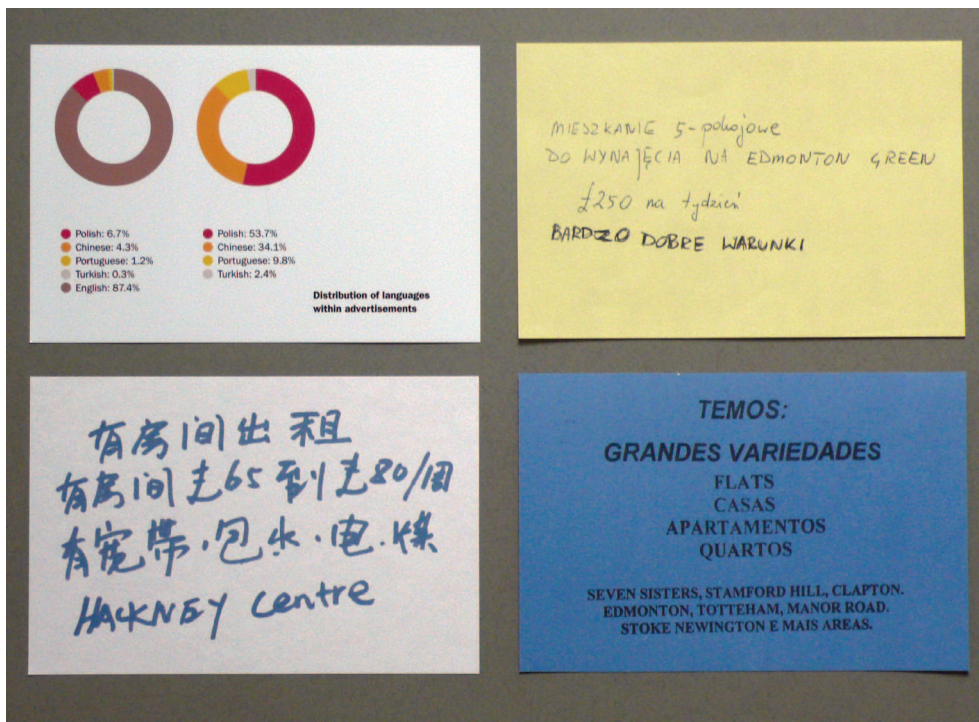 Polish: 6.7%
Chinese: 4.3%
Portuguese: 1.2%
Turkish: 0.3%
English: 87.4%
Polish: 53.7%
Chinese: 34.1%
Portuguese: 9.8%
Turkish: 2.4%
Distribution of languages
within advertisements
MIESZKANIE 5-pokojowe
DO WYNAJĘCIA NA EDMONTON GREEN
£250 na tydzień
BARDZO DOBRE WARUNKI
有房间出租
有房间£65到£80/周
有宽带·包水·电·煤
HACKNEY centre
TEMOS:
GRANDES VARIEDADES
FLATS
CASAS
APARTAMENTOS
QUARTOS
SEVEN SISTERS, STAMFORD HILL, CLAPTON.
EDMONTON, TOTTEHAM, MANOR ROAD.
STOKE NEWINGTON E MAIS AREAS.